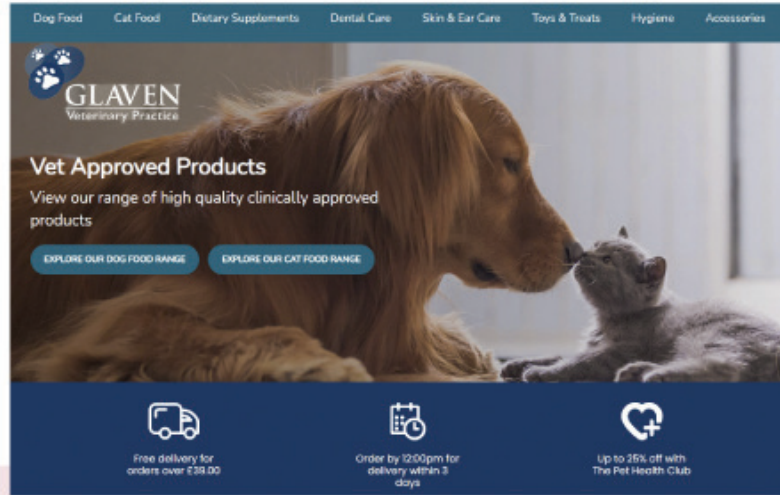 Dog Food Cat Food Dietary Supplements Dental Care Skin & Ear Care Toys & Treats Hygiene Accessories
GLAVEN
Veterinary Practice
Vet Approved Products
View our range of high quality clinically approved
products
EXPLORE OUR DOG FOOD RANGE EXPLORE OUR CAT FOOD RANGE
Free delivery for
orders over £39.00
Order by 12:00pm for
delivery within 3
days
Up to 25% off with
The Pet Health Club